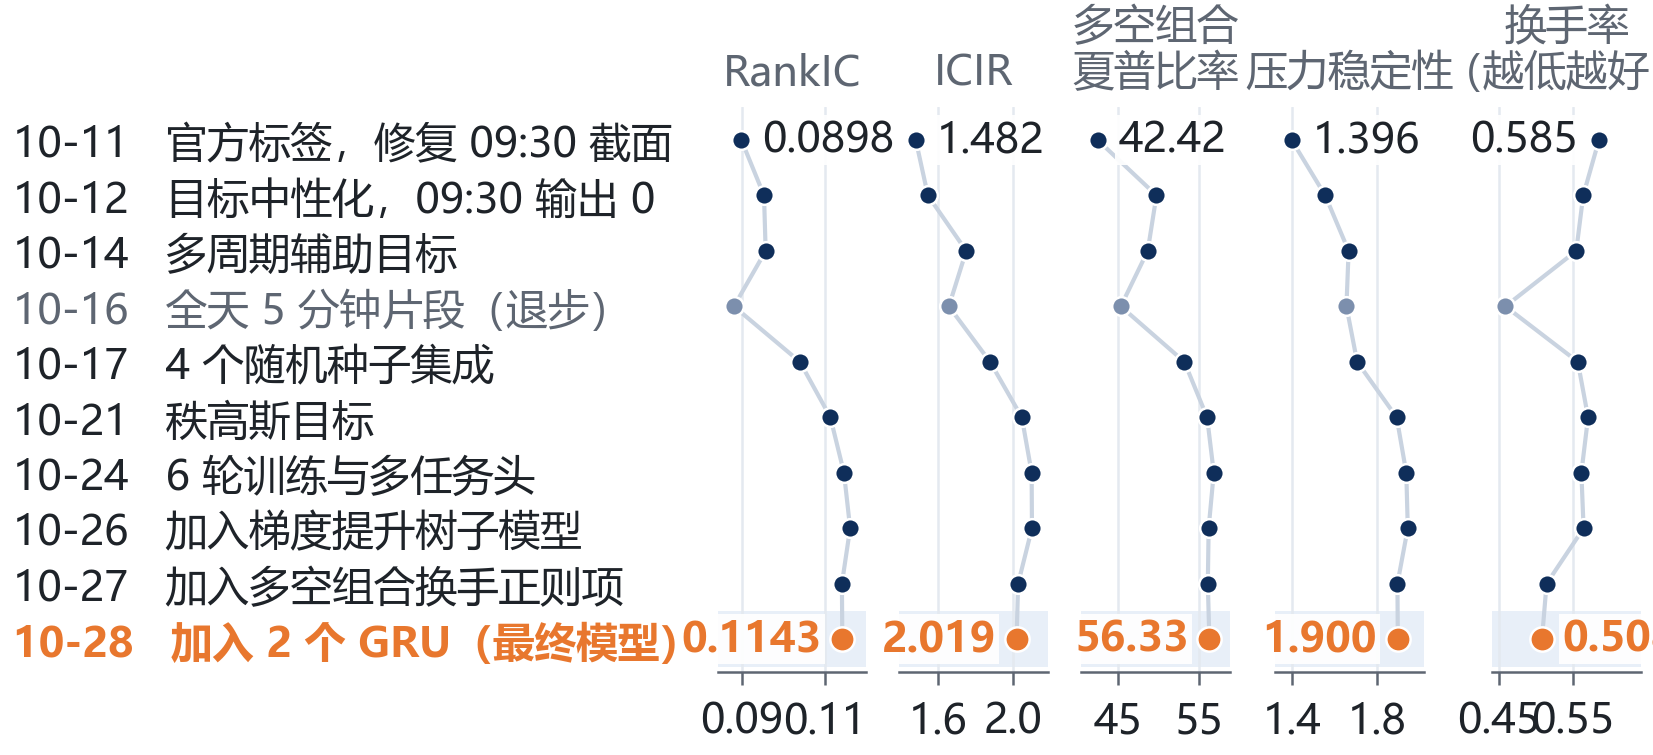 多空组合
换手率
RankIC ICIR 夏普比率 压力稳定性 (越低越好
10-11 官方标签，修复 09:30 截面 0.0898 1.482 42.42 1.396 0.585
10-12 目标中性化，09:30 输出 0
10-14 多周期辅助目标
10-16 全天 5 分钟片段（退步）
10-17 4 个随机种子集成
10-21 秩高斯目标
10-24 6 轮训练与多任务头
10-26 加入梯度提升树子模型
10-27 加入多空组合换手正则项
10-28 加入 2 个 GRU（最终模型） 0.1143 2.019 56.33 1.900 0.50
0.09 0.11 1.6 2.0 45 55 1.4 1.8 0.45 0.55